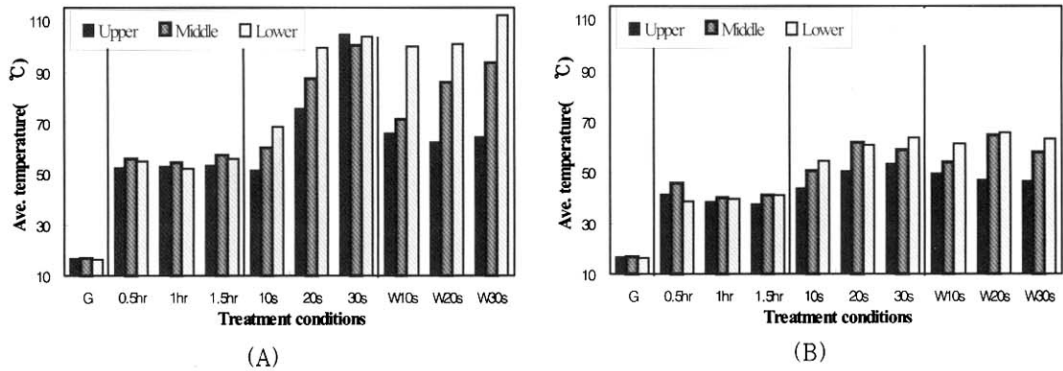 110
90
70
50
30
10
Ave. temperature( ℃)
Upper Middle Lower
G 0.5hr 1hr 1.5hr 10s 20s 30s W10s W20s W30s
Treatment conditions
(A)
110
90
70
50
30
10
Ave. temperature( ℃)
Upper Middle Lower
G 0.5hr 1hr 1.5hr 10s 20s 30s W10s W20s W30s
Treatment conditions
(B)